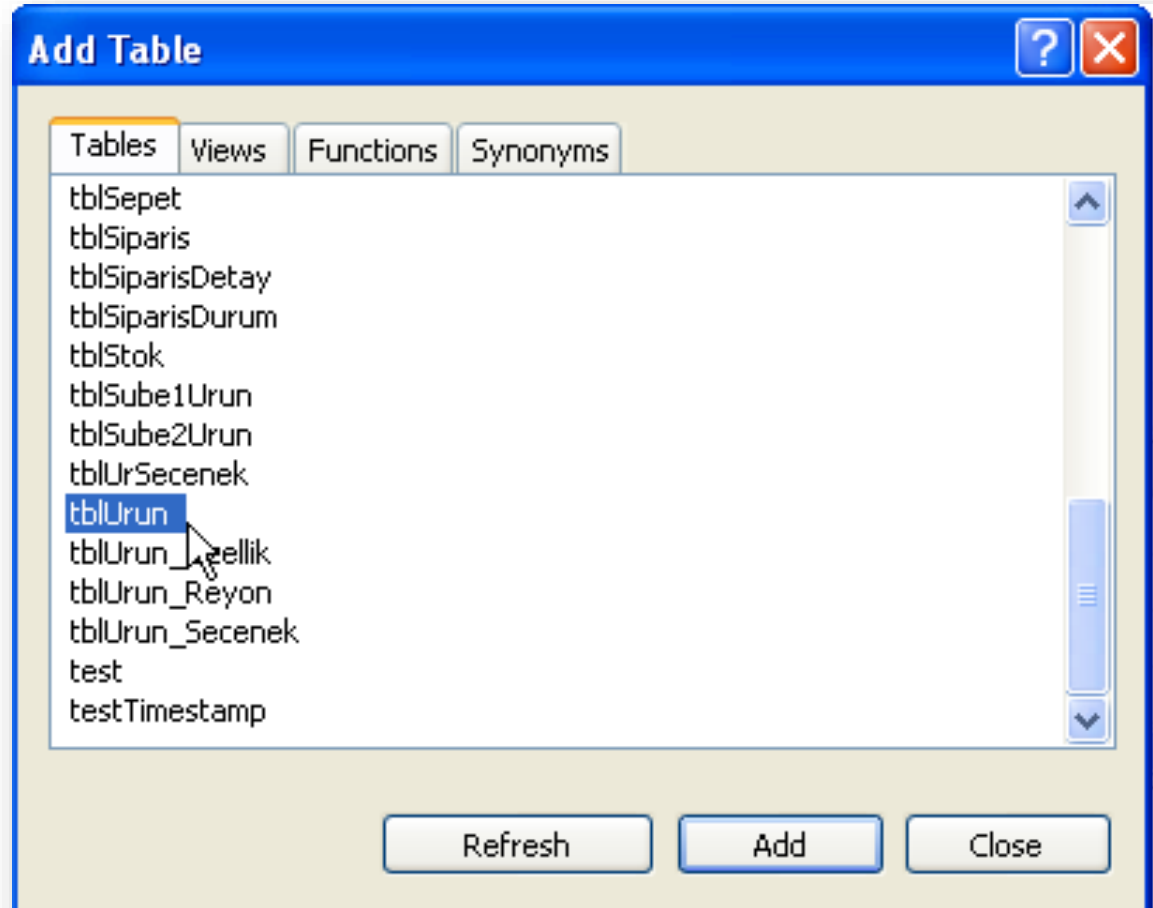 Add Table
Tables Views Functions Synonyms
tblSepet
tblSiparis
tblSiparisDetay
tblSiparisDurum
tblStok
tblSube1Urun
tblSube2Urun
tblUrSecenek
tblUrun
tblUrun_Ozellik
tblUrun_Reyon
tblUrun_Secenek
test
testTimestamp
Refresh Add Close